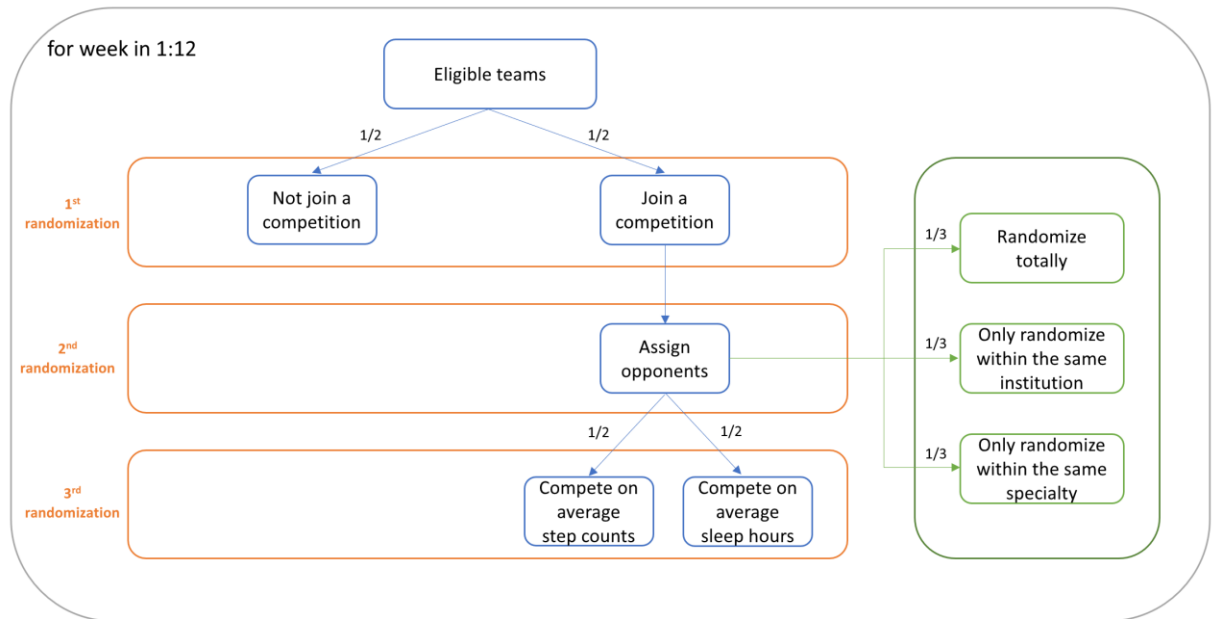 for week in 1:12
Eligible teams
1/2
1/2
1st
randomization
Not join a
competition
Join a
competition
1/3
Randomize
totally
2nd
randomization
Assign
opponents
1/3
Only randomize
within the same
institution
1/2
1/2
1/3
Only randomize
within the same
specialty
3rd
randomization
Compete on
average
step counts
Compete on
average
sleep hours